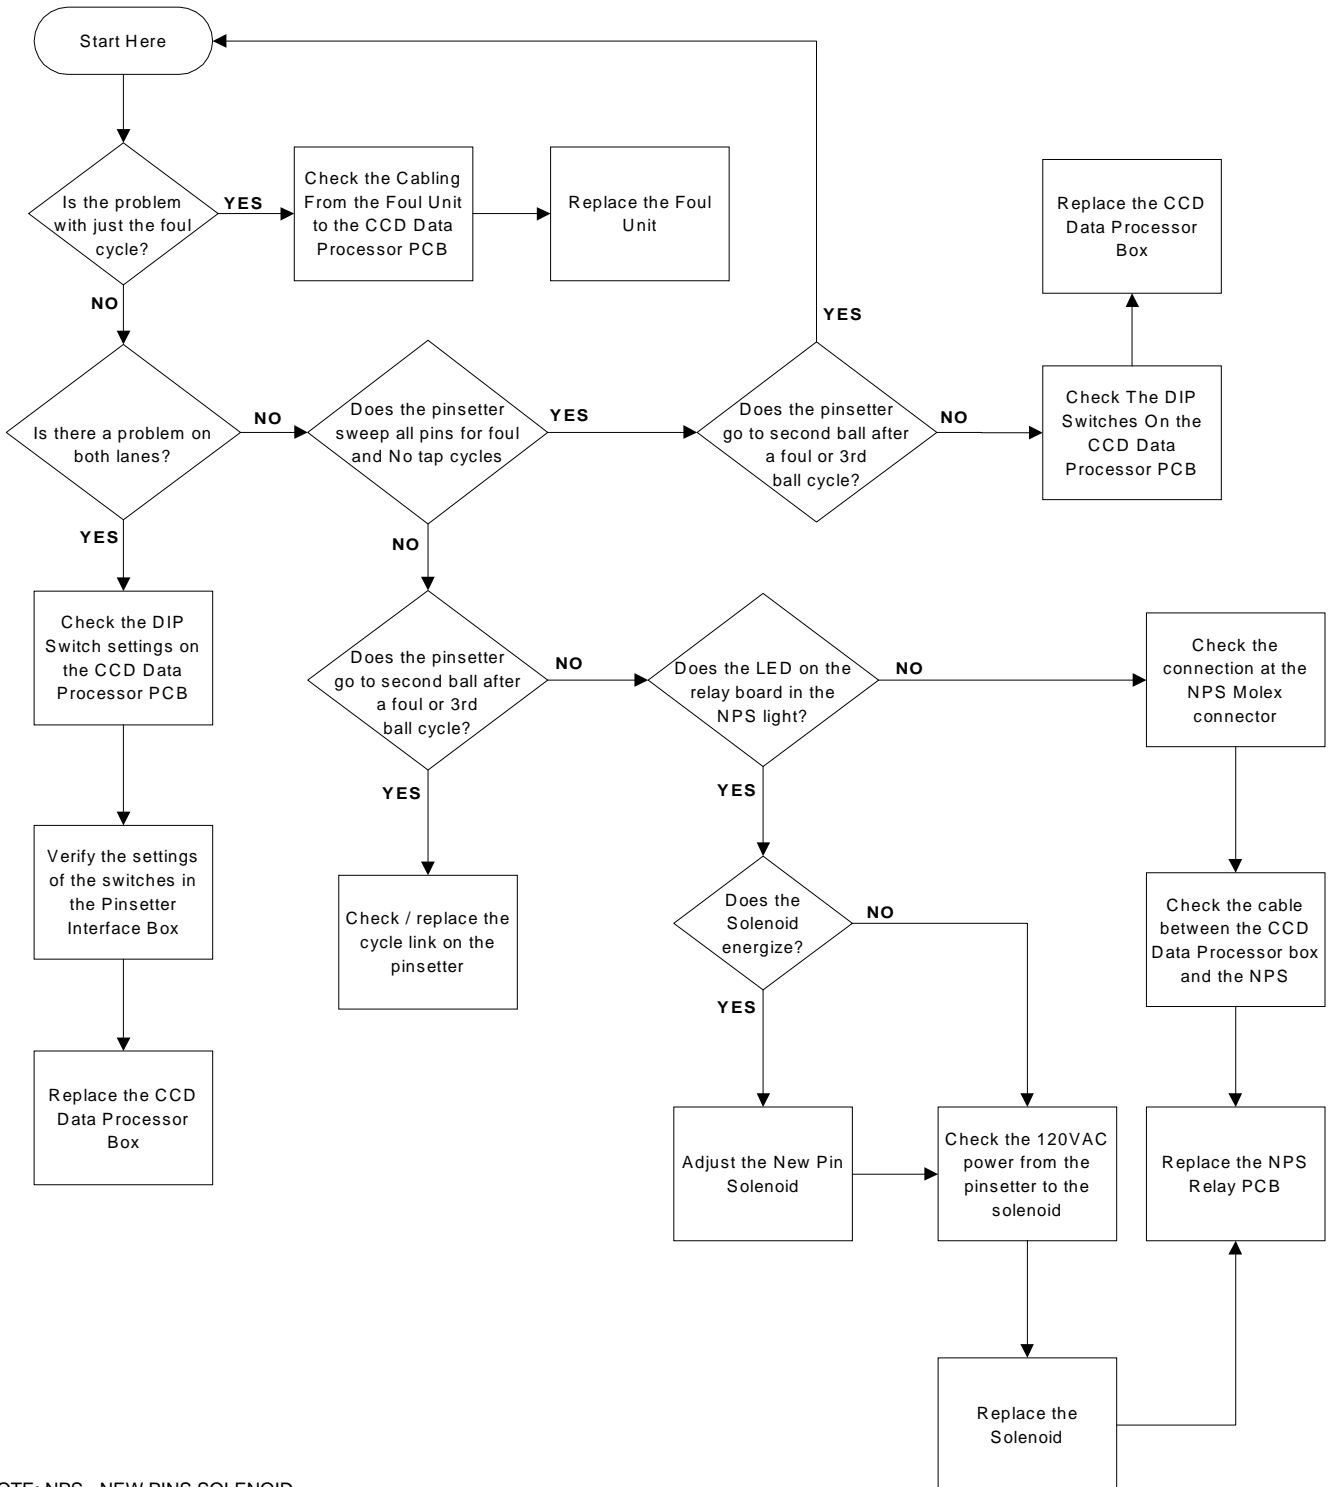 Start Here
Is the problem
with just the foul
cycle?
YES
Check the Cabling
From the Foul Unit
to the CCD Data
Processor PCB
Replace the Foul
Unit
NO
Is there a problem on
both lanes?
NO
Does the pinsetter
sweep all pins for foul
and No tap cycles
YES
Does the pinsetter
go to second ball after
a foul or 3rd
ball cycle?
YES
NO
Check The DIP
Switches On the
CCD Data
Processor PCB
Replace the CCD
Data Processor
Box
YES
Check the DIP
Switch settings on
the CCD Data
Processor PCB
Verify the settings
of the switches in
the Pinsetter
Interface Box
Replace the CCD
Data Processor
Box
NO
Does the pinsetter
go to second ball after
a foul or 3rd
ball cycle?
YES
Check / replace the
cycle link on the
pinsetter
NO
Does the LED on the
relay board in the
NPS light?
NO
Check the
connection at the
NPS Molex
connector
Check the cable
between the CCD
Data Processor box
and the NPS
Replace the NPS
Relay PCB
YES
Does the
Solenoid
energize?
NO
YES
Adjust the New Pin
Solenoid
Check the 120VAC
power from the
pinsetter to the
solenoid
Replace the
Solenoid
NEW PINS SOLENOID